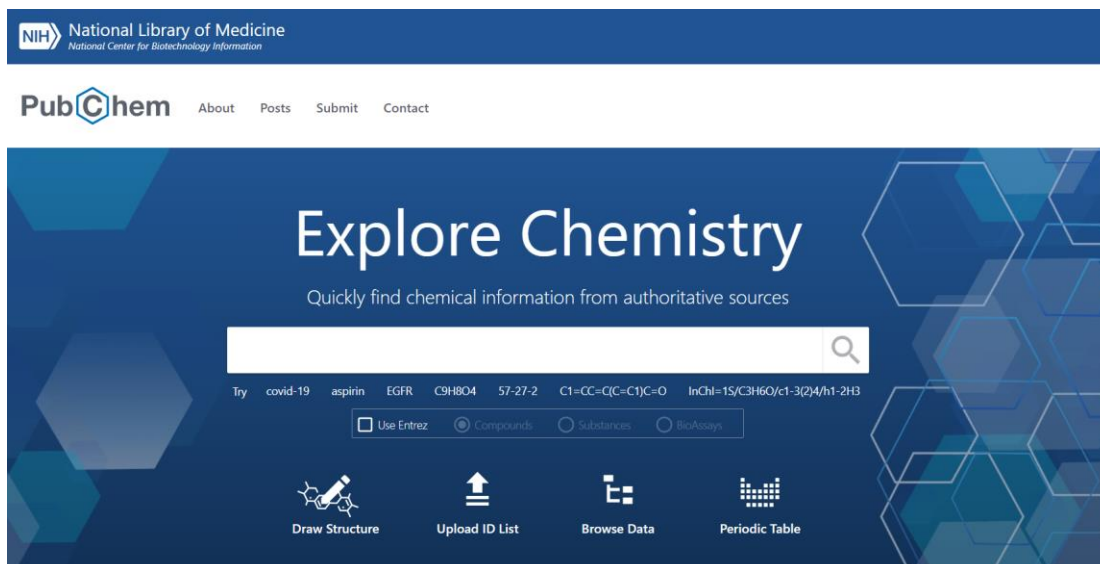 NIH National Library of Medicine
National Center for Biotechnology Information
PubChem About Posts Submit Contact
Explore Chemistry
Quickly find chemical information from authoritative sources
Try covid-19 aspirin EGFR C9H8O4 57-27-2 C1=CC=C(C=C1)C=O InChI=1S/C3H6O/c1-3(2)4/h1-2H3
Use Entrez Compounds Substances BioAssays
Draw Structure Upload ID List Browse Data Periodic Table